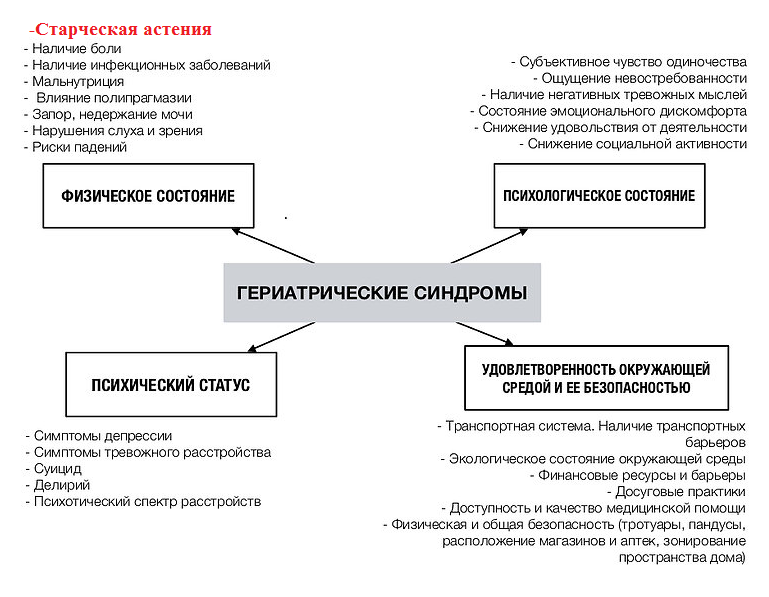 -Старческая астения
- Наличие боли
- Наличие инфекционных заболеваний
- Мальнутриция
- Влияние полипрагмазии
- Запор, недержание мочи
- Нарушения слуха и зрения
- Риски падений
- Субъективное чувство одиночества
- Ощущение невостребованности
- Наличие негативных тревожных мыслей
- Состояние эмоционального дискомфорта
- Снижение удовольствия от деятельности
- Снижение социальной активности
ФИЗИЧЕСКОЕ СОСТОЯНИЕ
ПСИХОЛОГИЧЕСКОЕ СОСТОЯНИЕ
ГЕРИАТРИЧЕСКИЕ СИНДРОМЫ
ПСИХИЧЕСКИЙ СТАТУС
УДОВЛЕТВОРЕННОСТЬ ОКРУЖАЮЩЕЙ
СРЕДОЙ И ЕЕ БЕЗОПАСНОСТЬЮ
- Симптомы депрессии
- Симптомы тревожного расстройства
- Суицид
- Делирий
- Психотический спектр расстройств
- Транспортная система. Наличие транспортных
барьеров
- Экологическое состояние окружающей среды
- Финансовые ресурсы и барьеры
- Досуговые практики
- Доступность и качество медицинской помощи
- Физическая и общая безопасность (тротуары, пандусы,
расположение магазинов и аптек, зонирование
пространства дома)